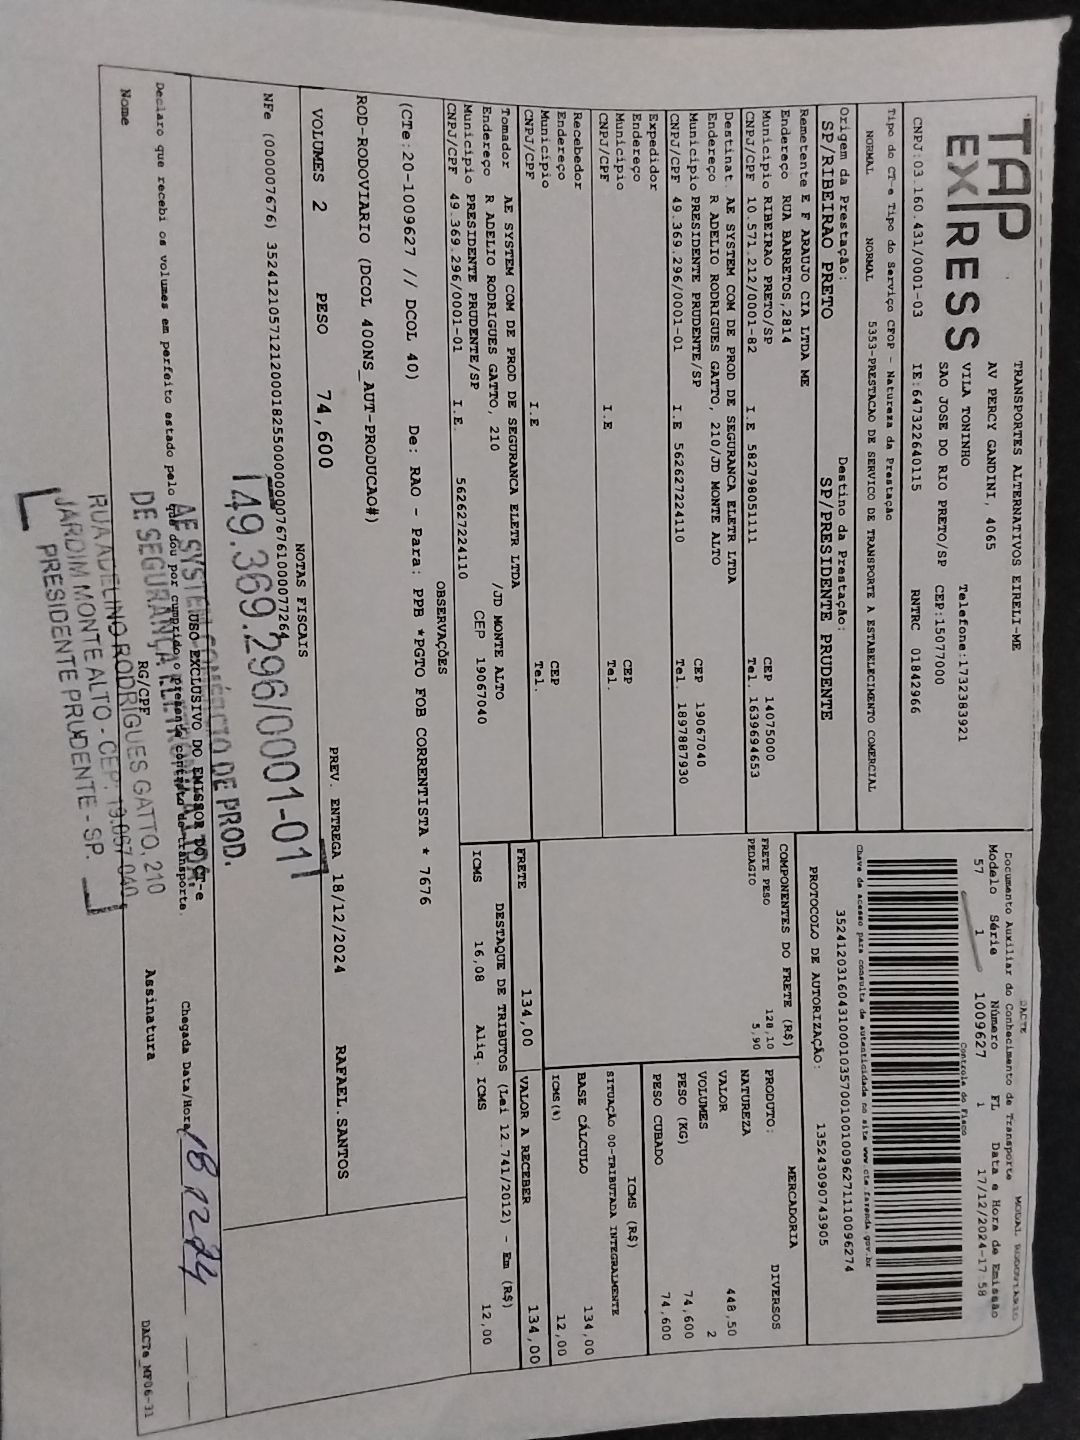 TAP EXPRESS
TRANSPORTES ALTERNATIVOS EIRELI-ME
AV PERCY GANDINI, 4065
VILA TONINHO Telefone:1732383921
SAO JOSE DO RIO PRETO/SP CEP:15077000
CNPJ:03.160.431/0001-03 IE:647322640115 RNTRC 01842966
DACTE MODAL RODOVIARIO
Documento Auxiliar do Conhecimento de Transporte
Modelo Série Número FL Data e Hora de Emissão
57 1 1009627 1 17/12/2024-17:58
Controle do Fisco
Chave de acesso para consulta de autenticidade no site www.cte.fazenda.gov.br
PROTOCOLO DE AUTORIZAÇÃO: 135243090743905
Tipo do CT-e Tipo do Serviço CFOP - Natureza da Prestação
NORMAL NORMAL 5353-PRESTACAO DE SERVICO DE TRANSPORTE A ESTABELECIMENTO COMERCIAL
Origem da Prestação: Destino da Prestação:
SP/RIBEIRAO PRETO SP/PRESIDENTE PRUDENTE
Remetente E F ARAUJO CIA LTDA ME
Endereço RUA BARRETOS,2814
Município RIBEIRAO PRETO/SP CEP 14075000
CNPJ/CPF 10.571.212/0001-82 I.E 582798051111 Tel. 1639694653
Destinat. AE SYSTEM COM DE PROD DE SEGURANCA ELETR LTDA
Endereço R ADELIO RODRIGUES GATTO, 210/JD MONTE ALTO
Município PRESIDENTE PRUDENTE/SP CEP 19067040
CNPJ/CPF 49.369.296/0001-01 I.E 562627224110 Tel. 1897887930
Expedidor
Endereço
Município CEP
CNPJ/CPF I.E Tel.
Recebedor
Endereço
Município CEP
CNPJ/CPF I.E Tel.
Tomador AE SYSTEM COM DE PROD DE SEGURANCA ELETR LTDA
Endereço R ADELIO RODRIGUES GATTO, 210 /JD MONTE ALTO
Município PRESIDENTE PRUDENTE/SP CEP 19067040
CNPJ/CPF 49.369.296/0001-01 I.E. 562627224110
COMPONENTES DO FRETE (R$)
FRETE PESO 128,10
PEDAGIO 5,90
MERCADORIA
PRODUTO: DIVERSOS
NATUREZA
VALOR 448,50
VOLUMES 2
PESO (KG) 74,600
PESO CUBADO 74,600
ICMS (R$)
SITUAÇÃO 00-TRIBUTADA INTEGRALMENTE
BASE CÁLCULO 134,00
ICMS(%) 12,00
FRETE 134,00 VALOR A RECEBER 134,00
DESTAQUE DE TRIBUTOS (Lei 12.741/2012) - Em (R$)
ICMS 16,08 Aliq. ICMS 12,00
OBSERVAÇÕES
(CTe:20-1009627 // DCOL 40) De: RAO - Para: PPB *PGTO FOB CORRENTISTA * 7676
ROD-RODOVIARIO (DCOL 400NS_AUT-PRODUCAO#)
VOLUMES 2 PESO 74,600 PREV. ENTREGA 18/12/2024 RAFAEL.SANTOS
NOTAS FISCAIS
USO EXCLUSIVO DO EMISSOR DO CT-e
Declaro que recebi os volumes em perfeito estado pelo que dou por cumprido o presente contrato de transporte.
Chegada Data/Hora 18 12 24
Nome RG/CPF Assinatura
DACTe_MP06-31
49.369.296/0001-01
AE SYSTEM COMÉRCIO DE PROD.
DE SEGURANÇA ELETRÔNICA LTDA
RUA ADELINO RODRIGUES GATTO, 210
JARDIM MONTE ALTO - CEP: 19.067-040
PRESIDENTE PRUDENTE - SP.